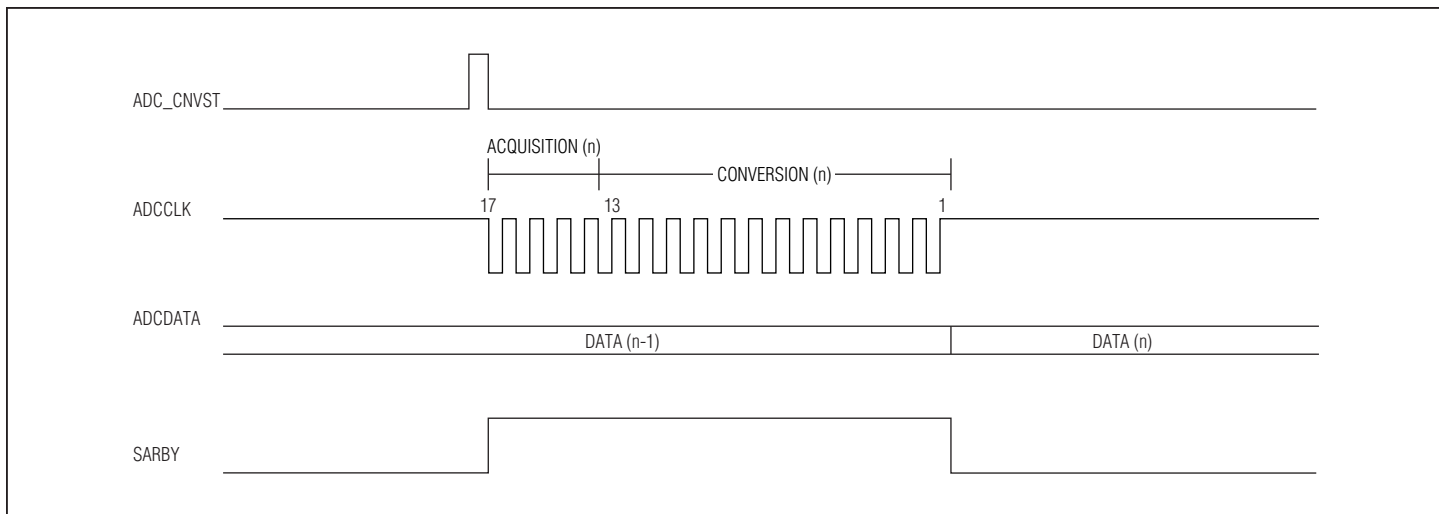 ADC_CNVST
ACQUISITION (n)
CONVERSION (n)
ADCCLK
17
13
1
ADCDATA
DATA (n-1)
DATA (n)
SARBY